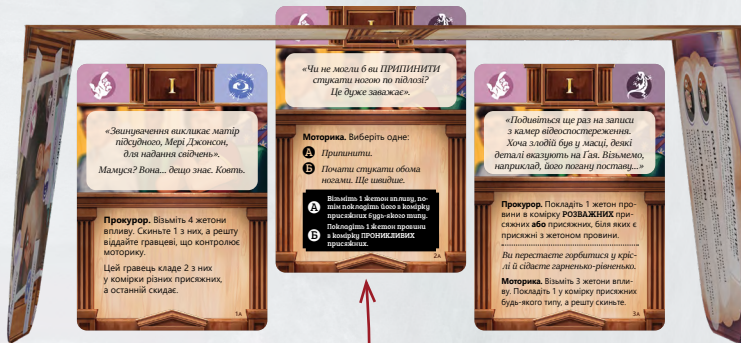 I
«Звинувачення викликає матір
підсудного, Мері Джонсон,
для надання свідчень».
Мамуся? Вона... дещо знає. Ковть.
Прокурор. Візьміть 4 жетони
впливу. Скиньте 1 з них, а решту
віддайте гравцеві, що контролює
моторику.
Цей гравець кладе 2 з них
у комірки різних присяжних,
а останній скидає.
1A
I
«Чи не могли б ви ПРИПИНИТИ
стукати ногою по підлозі?
Це дуже заважає».
Моторика. Виберіть одне:
А Припинити.
Б Почати стукати обома
ногами. Ще швидше.
А Візьміть 1 жетон впливу, по-
тім покладіть його в комірку
присяжних будь-якого типу.
Б Покладіть 1 жетон провини
в комірку ПРОНИКЛИВИХ
присяжних.
2A
I
«Подивіться ще раз на записи
з камер відеоспостереження.
Хоча злодій був у масці, деякі
деталі вказують на Гая. Візьмемо,
наприклад, його погану поставу...»
Прокурор. Покладіть 1 жетон про-
вини в комірку РОЗВАЖНИХ при-
сяжних або присяжних, біля яких є
присяжні з жетоном провини.
Ви перестаєте горбитися у кріс-
лі й сідаєте гарненько-рівненько.
Моторика. Візьміть 3 жетони впли-
ву. Покладіть 1 у комірку присяжних
будь-якого типу, а решту скиньте.
3A